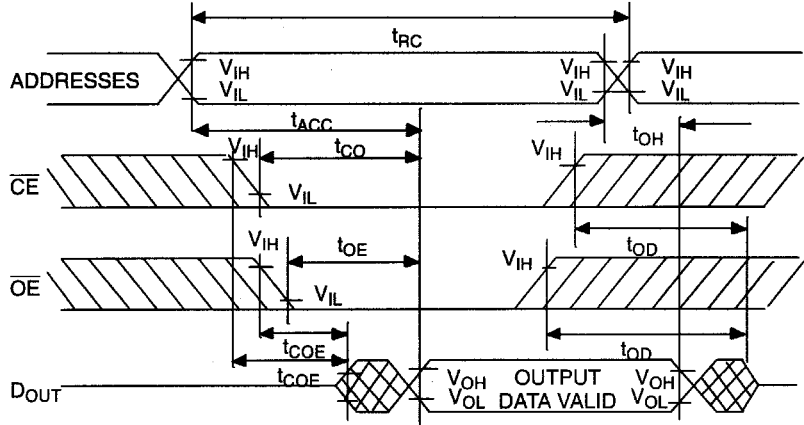 tRC
ADDRESSES VIH VIH VIH
VIL VIL VIL
tACC tOH
VIH tCO VIH
CE VIL
VIH tOE VIH tOD
OE VIL
tCOE tOD
tCOE
DOUT VOH OUTPUT VOH
VOL DATA VALID VOL